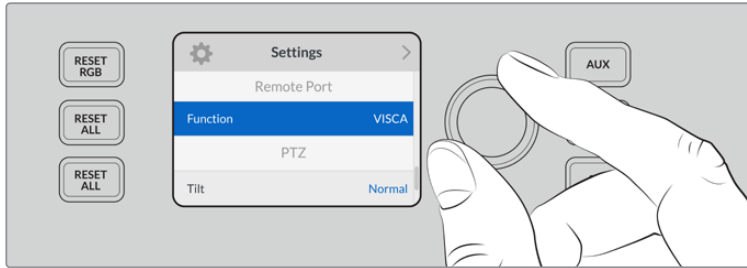 RESET
RGB
RESET
ALL
RESET
ALL
Settings
Remote Port
Function VISCA
PTZ
Tilt Normal
AUX